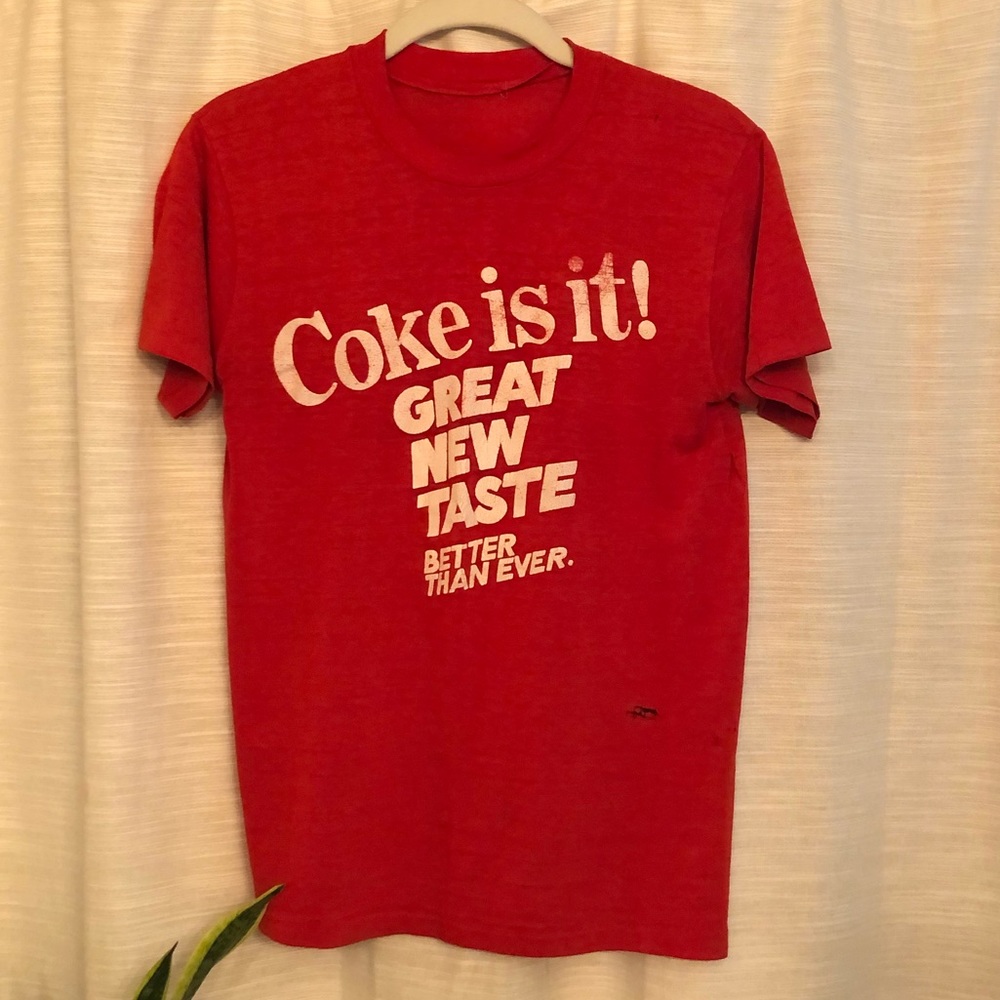 Coke is it!
GREAT
NEW
TASTE
BETTER
THAN EVER.